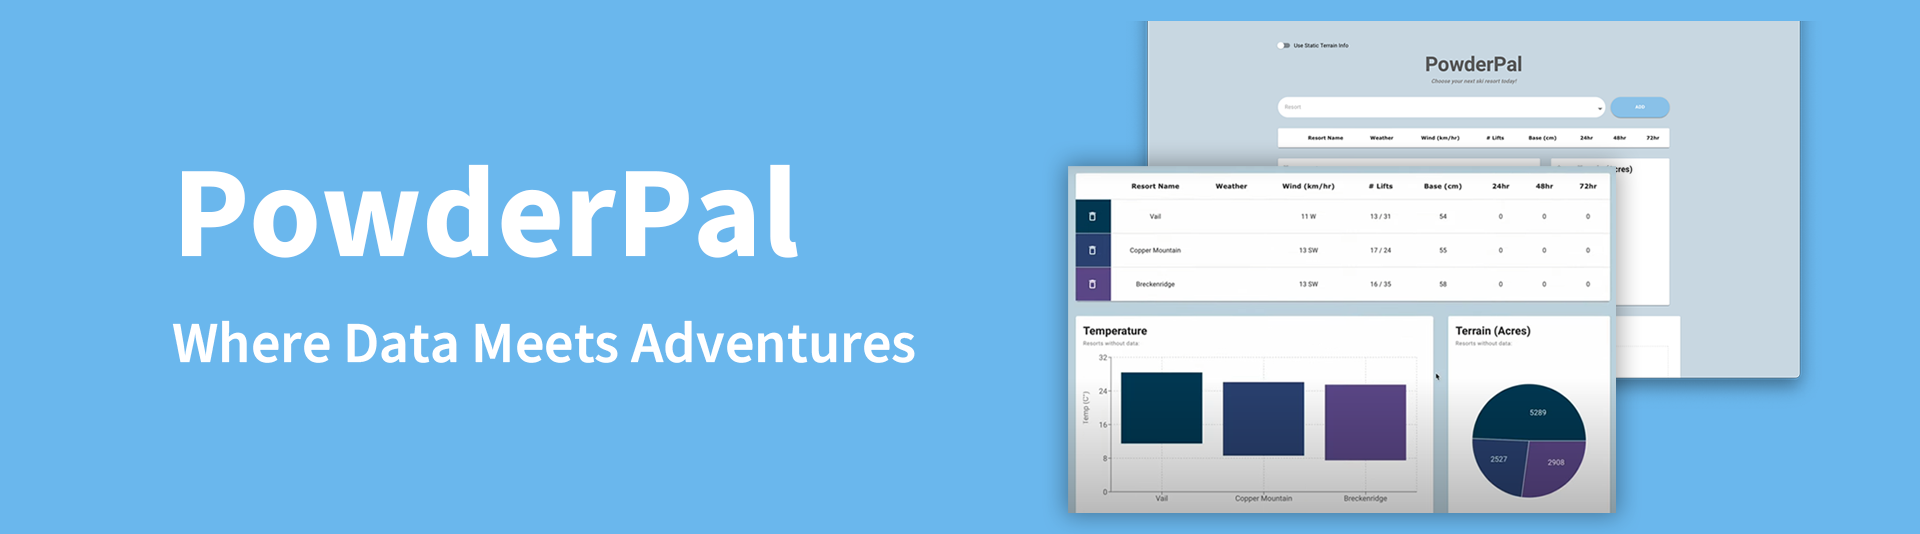 PowderPal
Where Data Meets Adventures
Use Static Terrain Info
PowderPal
Choose your next ski resort today!
Resort
ADD
Resort Name Weather Wind (km/hr) # Lifts Base (cm) 24hr 48hr 72hr
cres)
Resort Name Weather Wind (km/hr) # Lifts Base (cm) 24hr 48hr 72hr
Vail 11 W 13 / 31 54 0 0 0
Copper Mountain 13 SW 17 / 24 55 0 0 0
Breckenridge 13 SW 16 / 35 58 0 0 0
Temperature
Resorts without data:
32
24
16
8
0
Temp (C°)
Vail Copper Mountain Breckenridge
Terrain (Acres)
Resorts without data:
5289
2527
2908